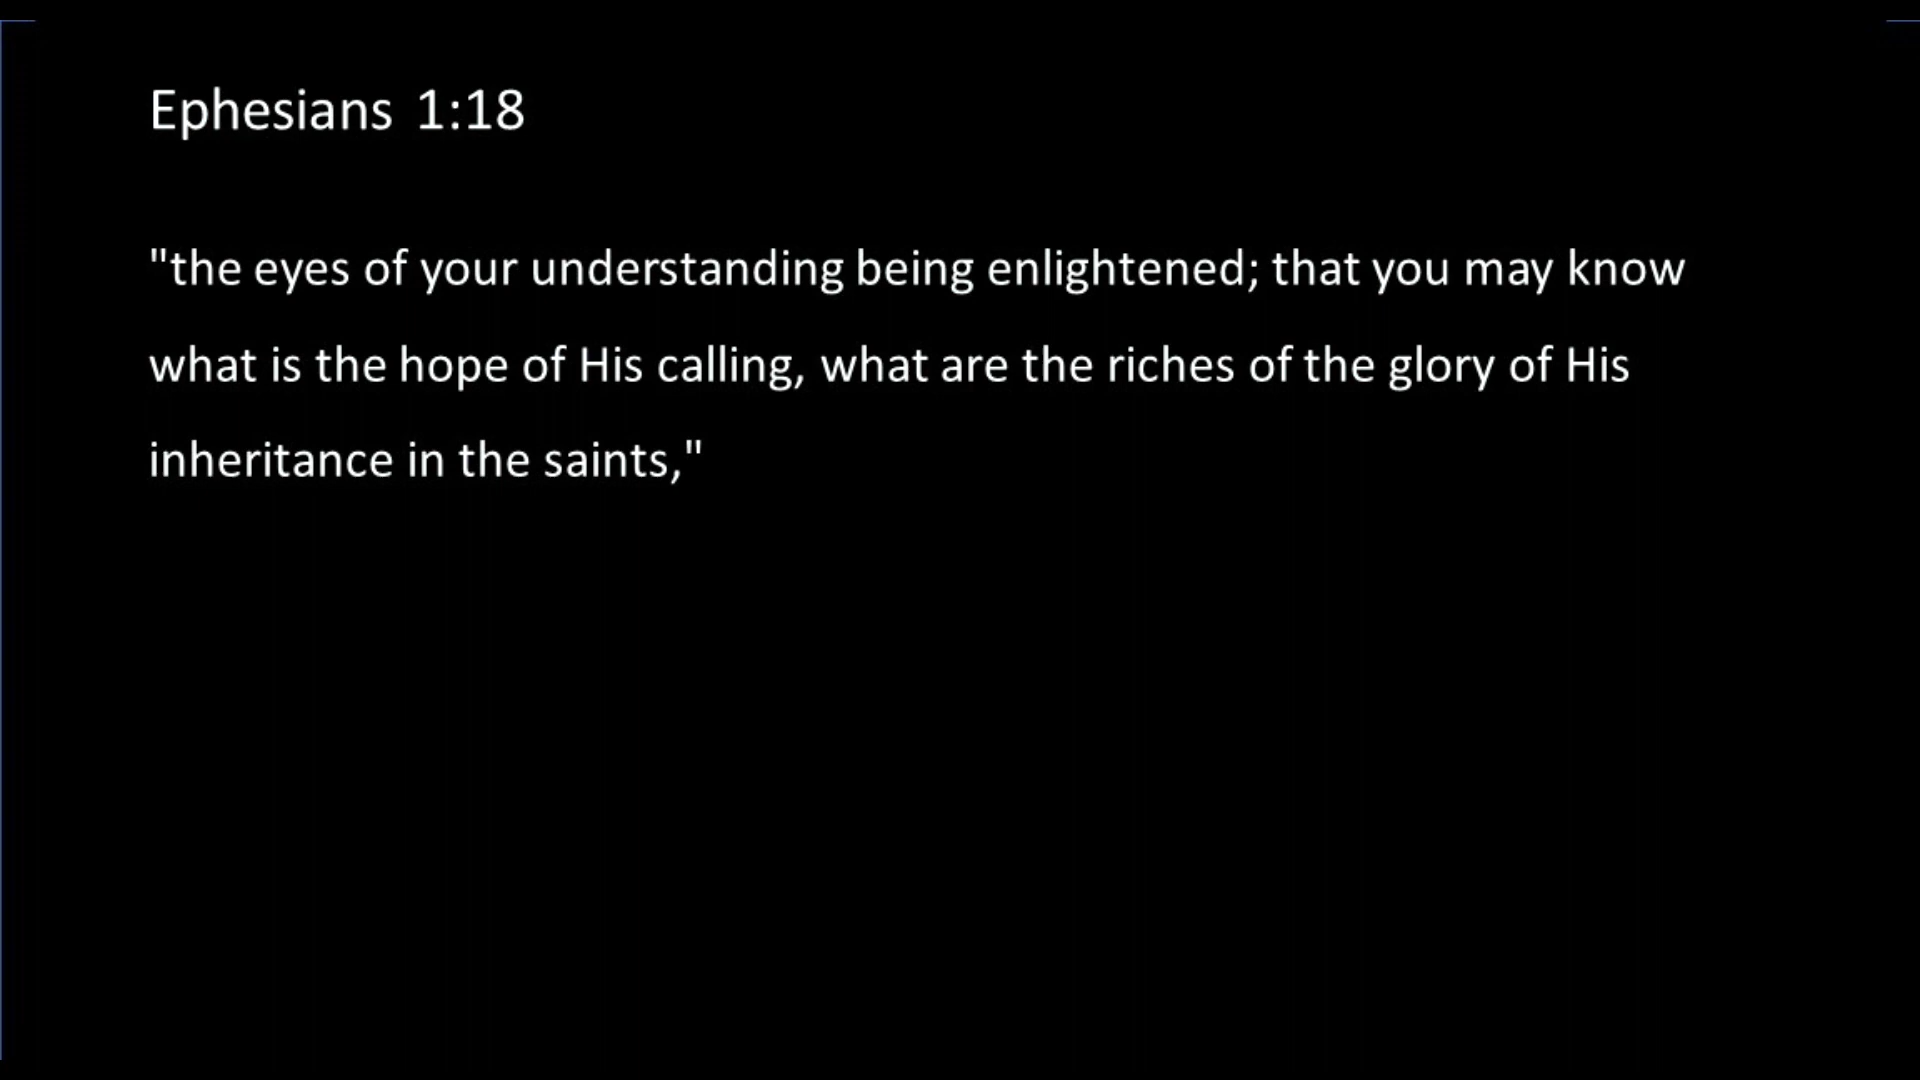 Ephesians 1:18
"the eyes of your understanding being enlightened; that you may know
what is the hope of His calling, what are the riches of the glory of His
inheritance in the saints,"